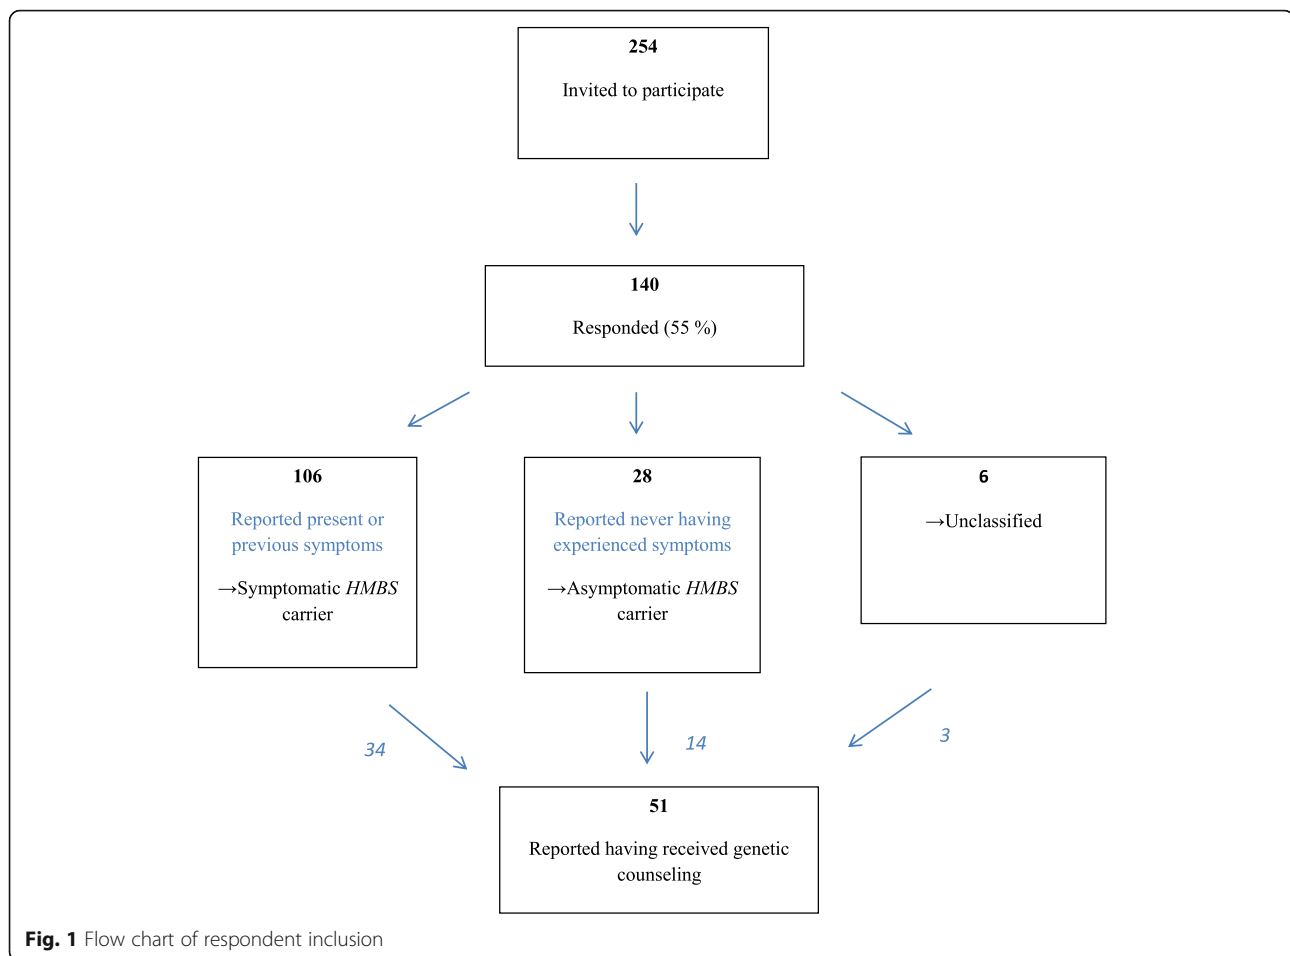 254
Invited to participate
140
Responded (55 %)
106
Reported present or
previous symptoms
→Symptomatic HMBS
carrier
28
Reported never having
experienced symptoms
→Asymptomatic HMBS
carrier
6
→Unclassified
34
14
3
51
Reported having received genetic
counseling
Fig. 1 Flow chart of respondent inclusion